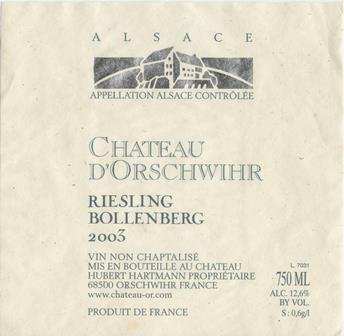 ALSACE
APPELLATION ALSACE CONTRÔLÉE
CHATEAU
D'ORSCHWIHR
RIESLING
BOLLENBERG
2003
VIN NON CHAPTALISÉ
MIS EN BOUTEILLE AU CHATEAU
HUBERT HARTMANN PROPRIÉTAIRE
68500 ORSCHWIHR FRANCE
www.chateau-or.com
PRODUIT DE FRANCE
L. 7031
750 ML
ALC. 12,6%
BY VOL.
S : 0,6g/l